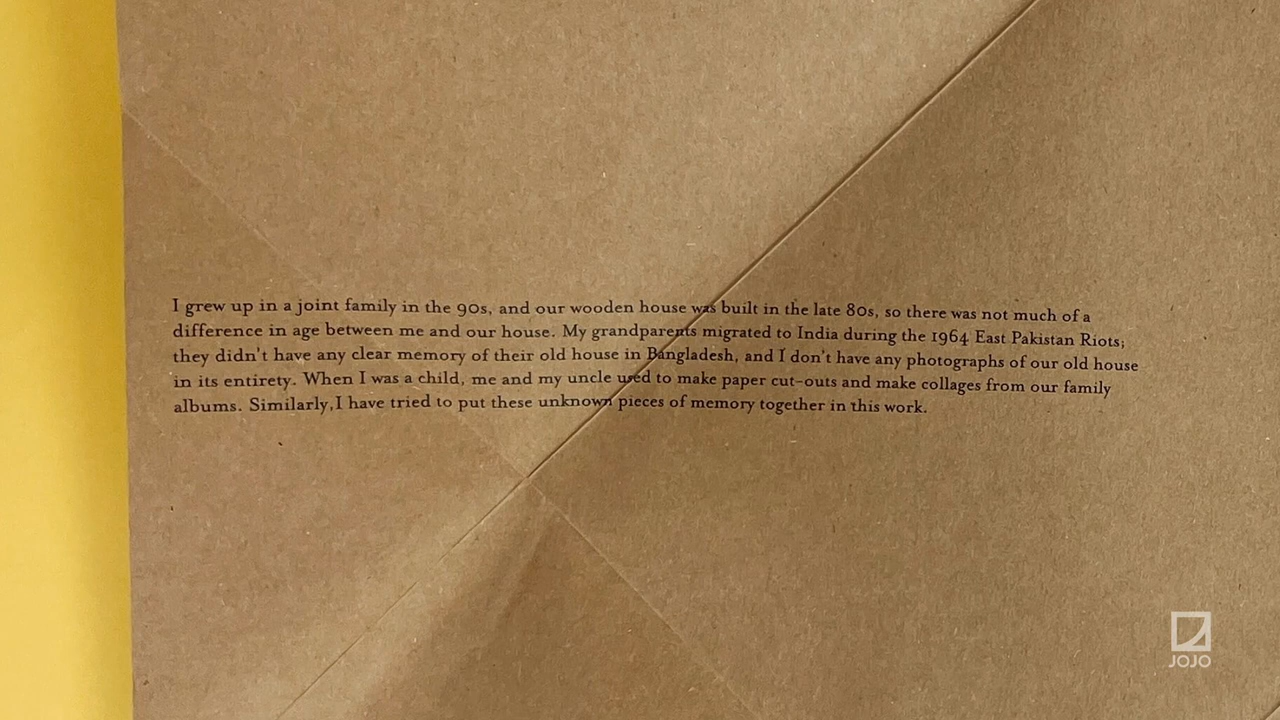 I grew up in a joint family in the 90s, and our wooden house was built in the late 80s, so there was not much of a
difference in age between me and our house. My grandparents migrated to India during the 1964 East Pakistan Riots;
they didn't have any clear memory of their old house in Bangladesh, and I don't have any photographs of our old house
in its entirety. When I was a child, me and my uncle used to make paper cut-outs and make collages from our family
albums. Similarly,I have tried to put these unknown pieces of memory together in this work.
JOJO